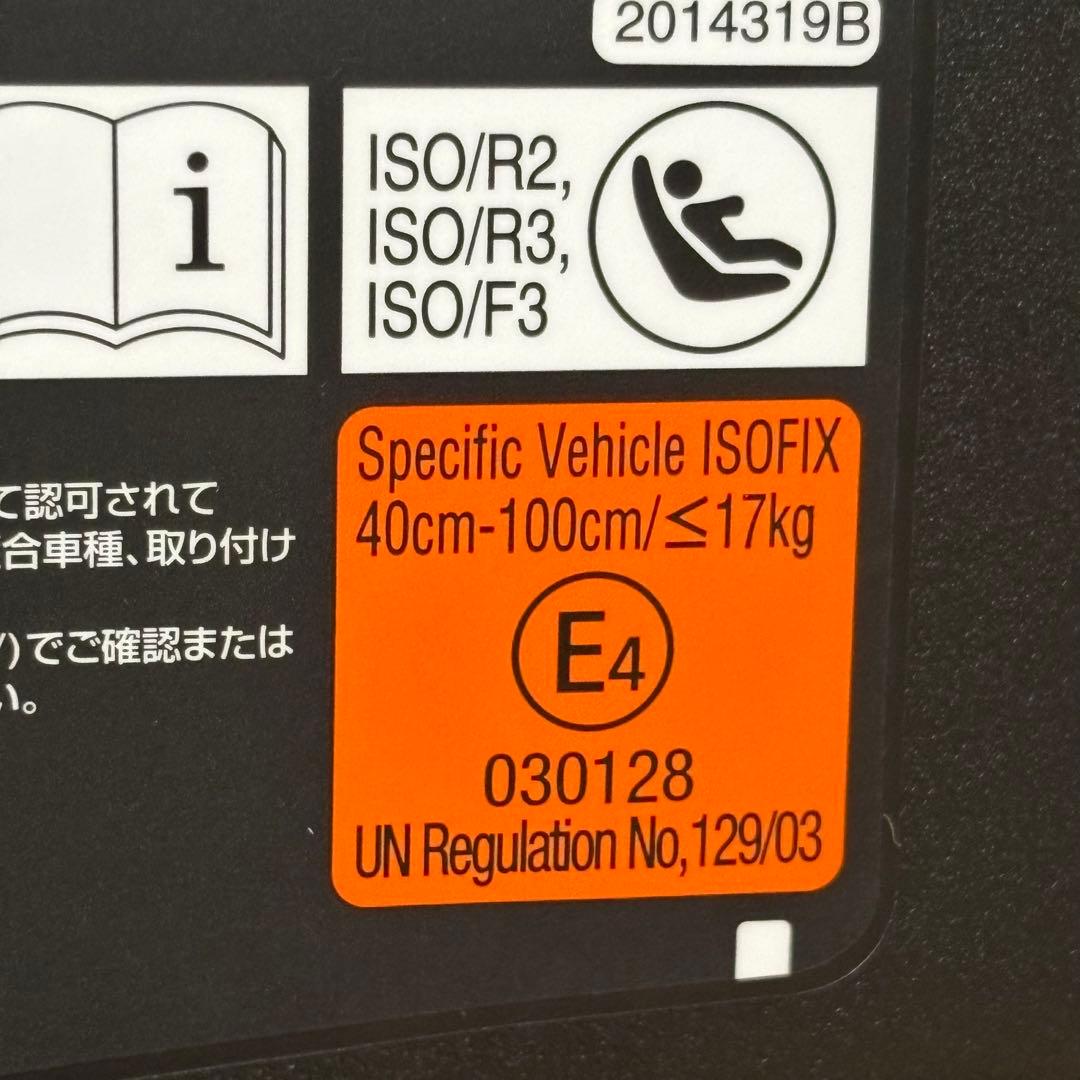 2014319B
i
ISO/R2,
ISO/R3,
ISO/F3
Specific Vehicle ISOFIX
40cm-100cm/≤17kg
E4
030128
UN Regulation No,129/03
て認可されて
合車種、取り付け
)でご確認または
い。